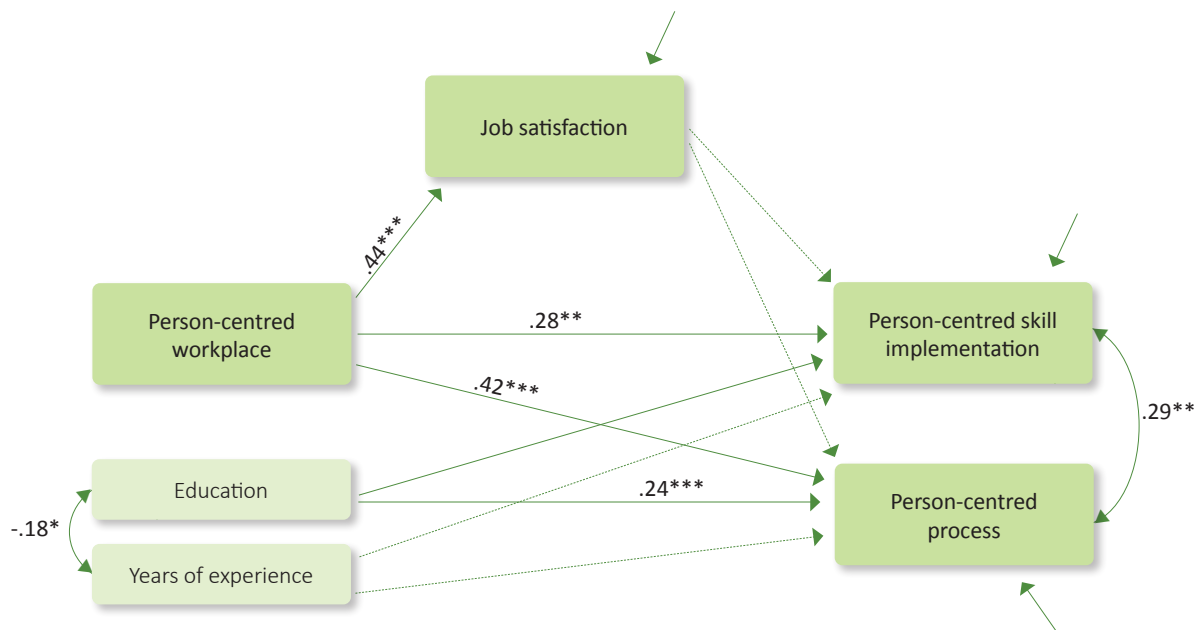 Job satisfaction
.44***
Person-centred
workplace
.28**
Person-centred skill
implementation
.42***
.29**
Education
.24***
Person-centred
process
-.18*
Years of experience